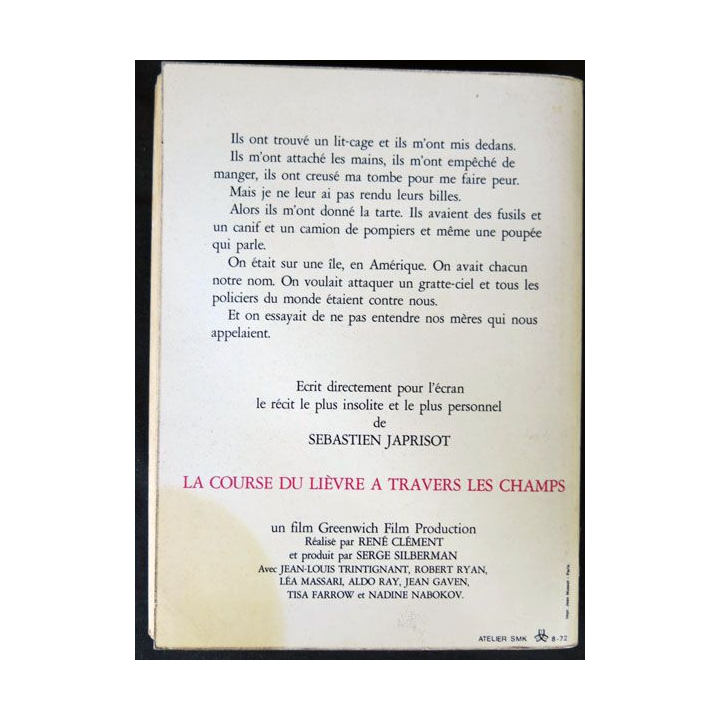 Ils ont trouvé un lit-cage et ils m'ont mis dedans.
Ils m'ont attaché les mains, ils m'ont empêché de
manger, ils ont creusé ma tombe pour me faire peur.
Mais je ne leur ai pas rendu leurs billes.
Alors ils m'ont donné la tarte. Ils avaient des fusils et
un canif et un camion de pompiers et même une poupée
qui parle.
On était sur une île, en Amérique. On avait chacun
notre nom. On voulait attaquer un gratte-ciel et tous les
policiers du monde étaient contre nous.
Et on essayait de ne pas entendre nos mères qui nous
appelaient.
Ecrit directement pour l'écran
le récit le plus insolite et le plus personnel
de
SEBASTIEN JAPRISOT
LA COURSE DU LIÈVRE A TRAVERS LES CHAMPS
un film Greenwich Film Production
Réalisé par RENÉ CLÉMENT
et produit par SERGE SILBERMAN
Avec JEAN-LOUIS TRINTIGNANT, ROBERT RYAN,
LÉA MASSARI, ALDO RAY, JEAN GAVEN,
TISA FARROW et NADINE NABOKOV.
ATELIER SMK 8-72